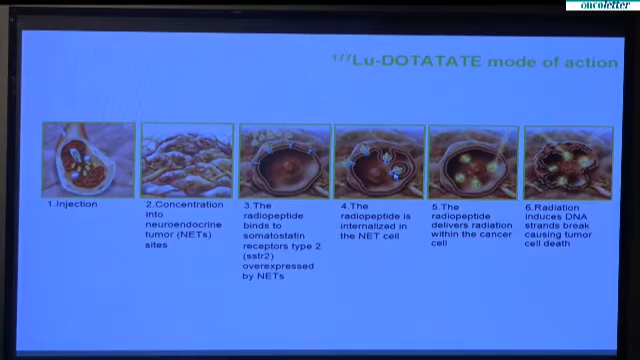 oncoletter
177Lu-DOTATATE mode of action
1.Injection
2.Concentration
into
neuroendocrine
tumor (NETs)
sites
3.The
radiopeptide
binds to
somatostatin
receptors type 2
(sstr2)
overexpressed
by NETs
4.The
radiopeptide is
internalized in
the NET cell
5.The
radiopeptide
delivers radiation
within the cancer
cell
6.Radiation
induces DNA
strands break
causing tumor
cell death